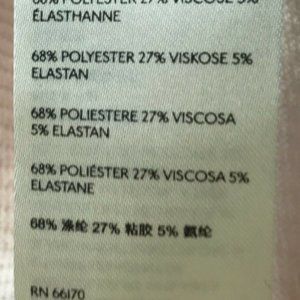 68% POLYESTER 27% VISCOSE 5%
ÉLASTHANNE
68% POLYESTER 27% VISKOSE 5%
ELASTAN
68% POLIESTERE 27% VISCOSA
5% ELASTAN
68% POLIÉSTER 27% VISCOSA 5%
ELASTANE
68% 涤纶 27% 粘胶 5% 氨纶
RN 66170